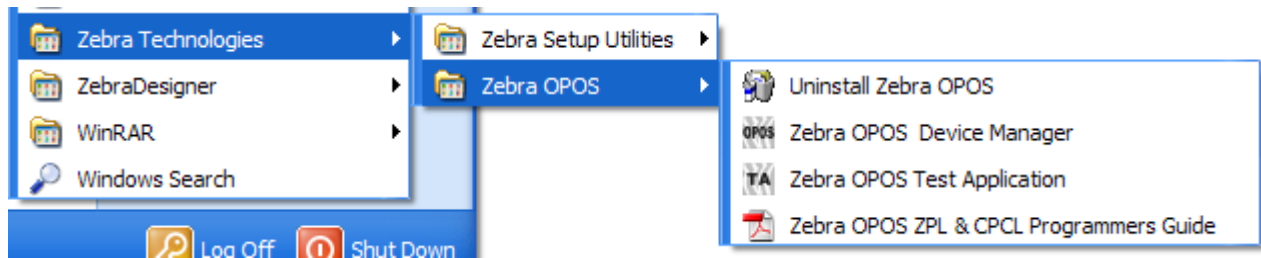 Zebra Technologies
ZebraDesigner
WinRAR
Windows Search
Log Off
Shut Down
Zebra Setup Utilities
Zebra OPOS
Uninstall Zebra OPOS
OPOS Zebra OPOS Device Manager
TA Zebra OPOS Test Application
Zebra OPOS ZPL & CPCL Programmers Guide